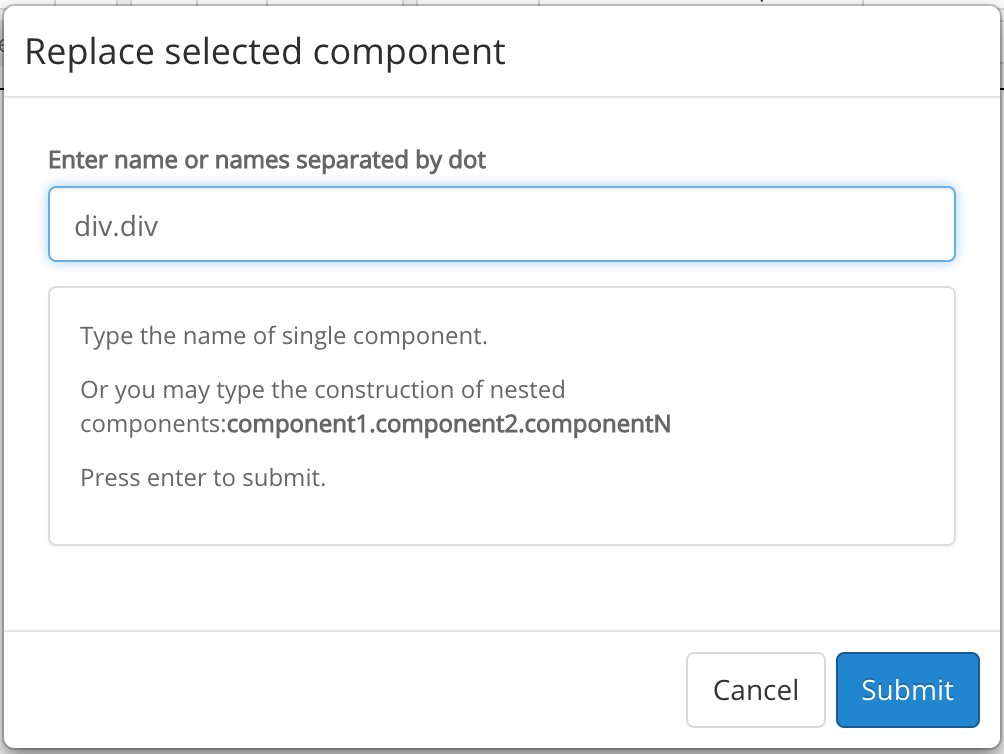 Replace selected component
Enter name or names separated by dot
div.div
Type the name of single component.
Or you may type the construction of nested
components:component1.component2.componentN
Press enter to submit.
Cancel
Submit